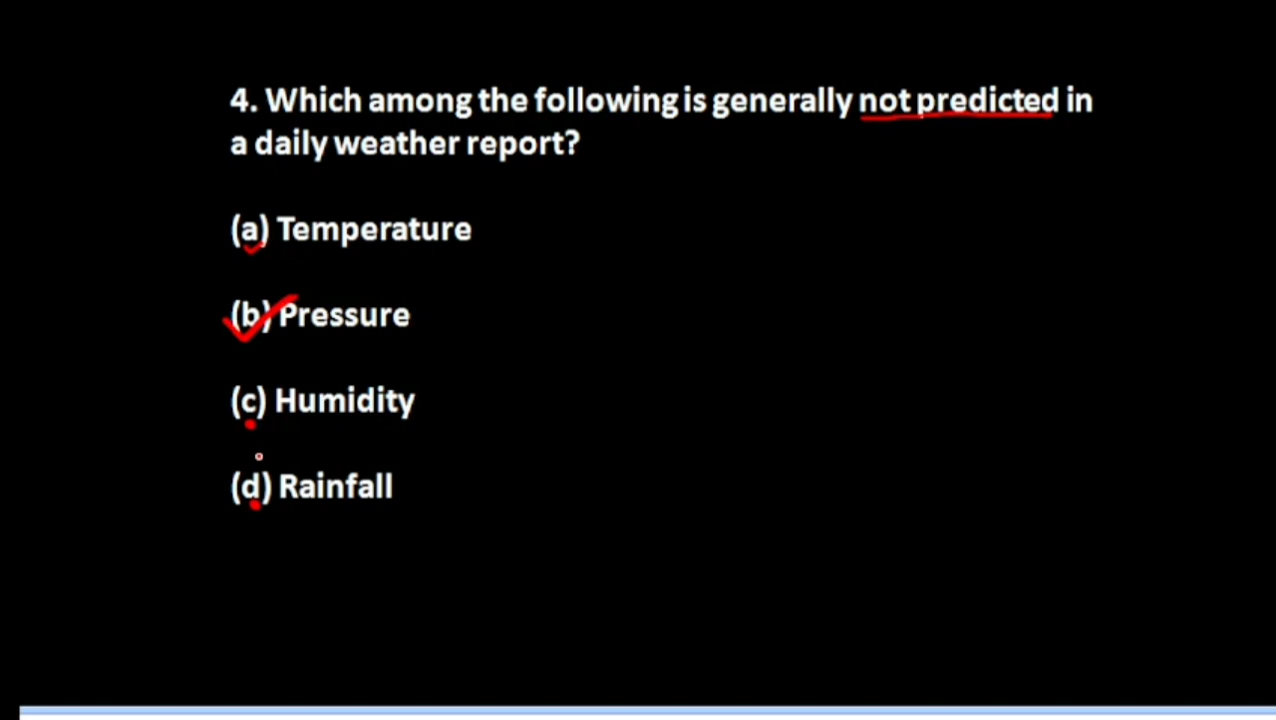 4. Which among the following is generally not predicted in
a daily weather report?
(a) Temperature
(b) Pressure
(c) Humidity
(d) Rainfall